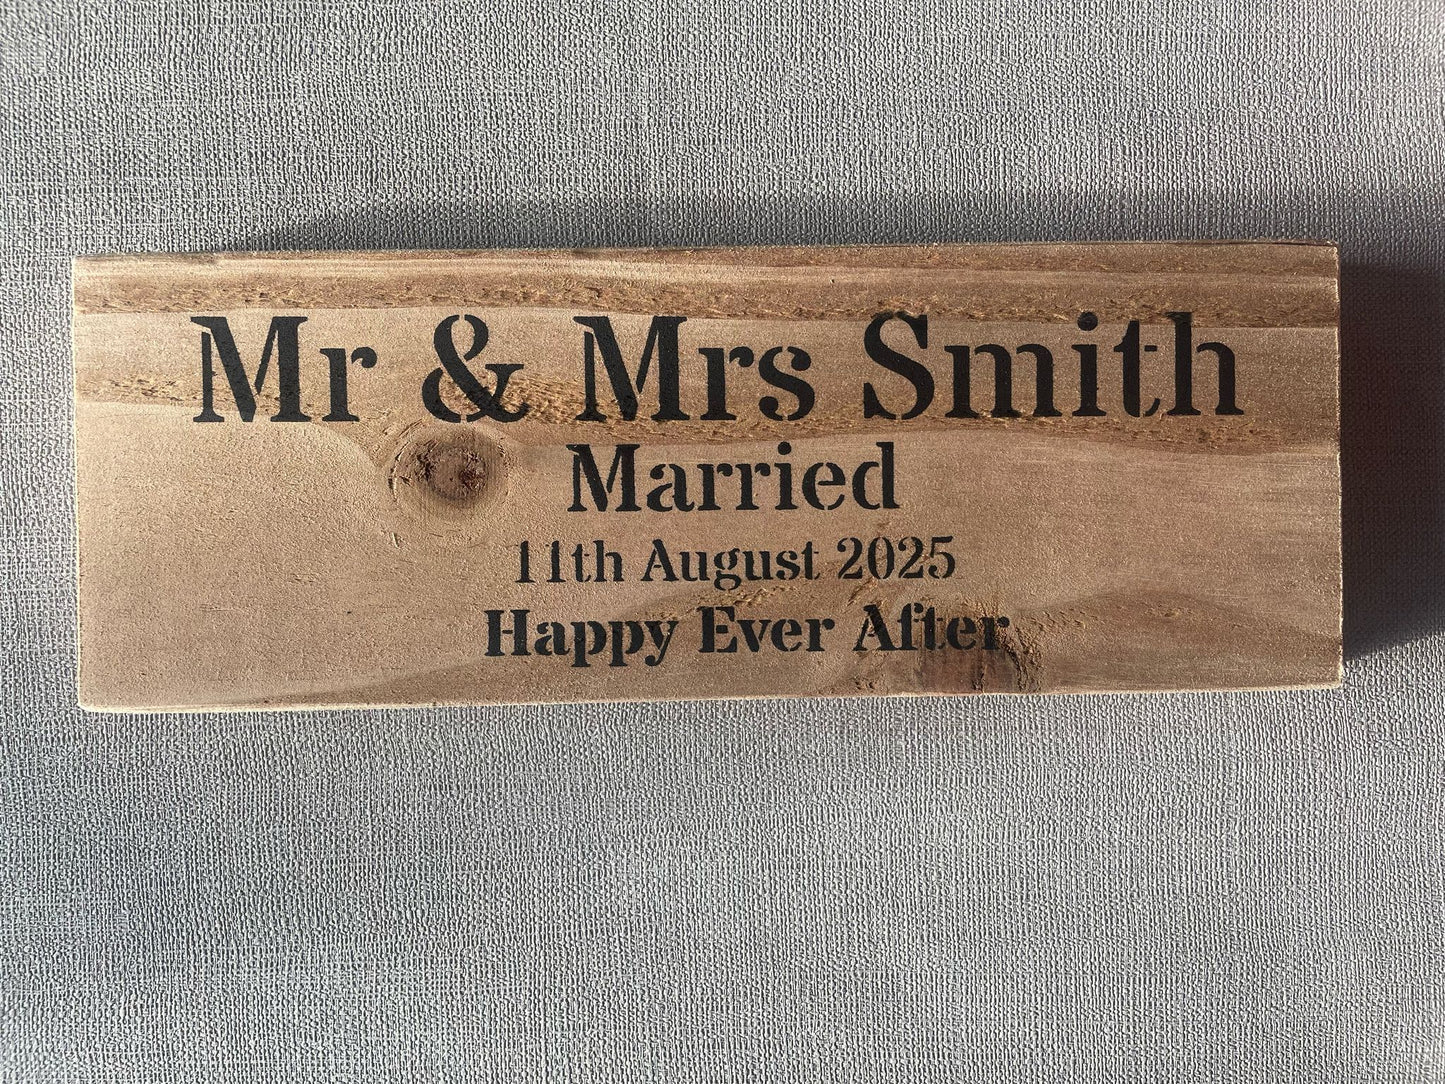 Mr & Mrs Smith
Married
11th August 2025
Happy Ever After